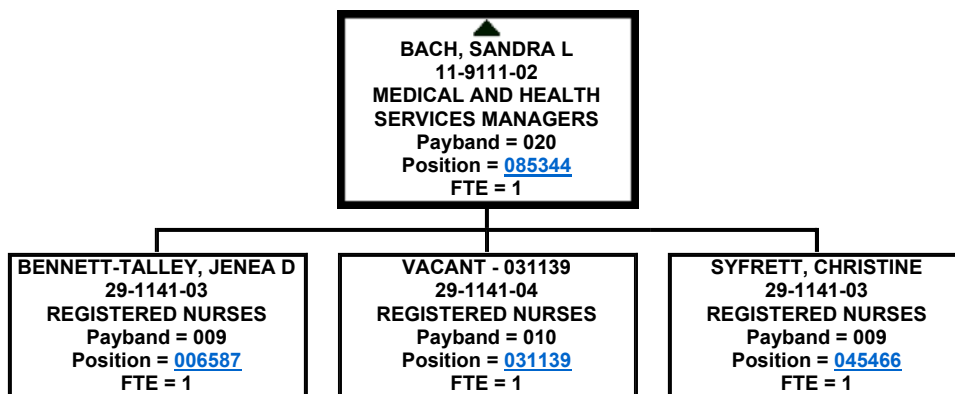 BACH, SANDRA L
11-9111-02
MEDICAL AND HEALTH
SERVICES MANAGERS
Payband = 020
Position = 085344
FTE = 1
BENNETT-TALLEY, JENEA D
29-1141-03
REGISTERED NURSES
Payband = 009
Position = 006587
FTE = 1
VACANT - 031139
29-1141-04
REGISTERED NURSES
Payband = 010
Position = 031139
FTE = 1
SYFRETT, CHRISTINE
29-1141-03
REGISTERED NURSES
Payband = 009
Position = 045466
FTE = 1